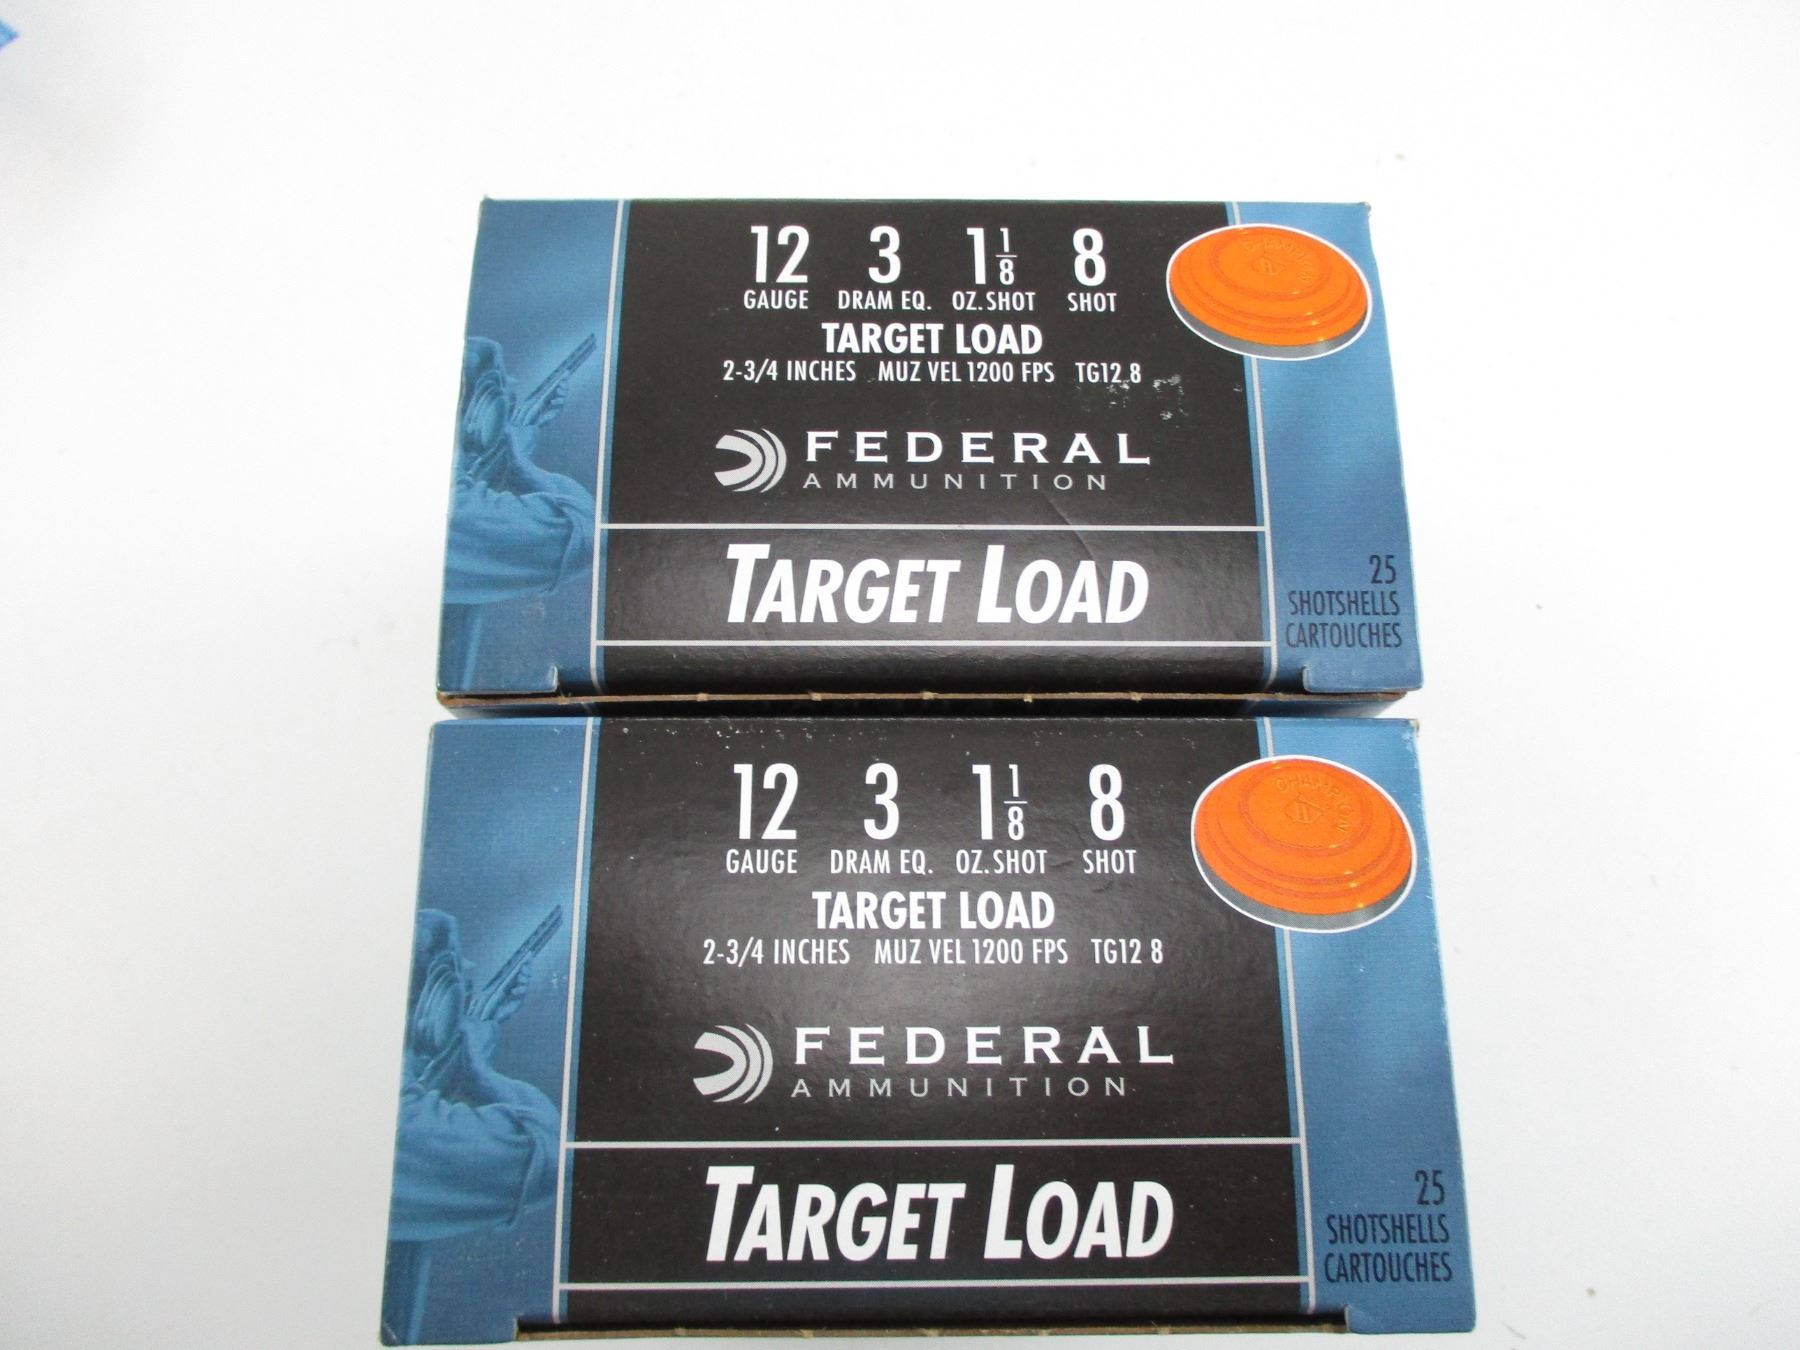 12 3 1 1/8 8
GAUGE DRAM EQ. OZ. SHOT SHOT
TARGET LOAD
2-3/4 INCHES MUZ VEL 1200 FPS TG12 8
CHAMPION
FEDERAL
AMMUNITION
TARGET LOAD
25
SHOTSHELLS
CARTOUCHES
12 3 1 1/8 8
GAUGE DRAM EQ. OZ. SHOT SHOT
TARGET LOAD
2-3/4 INCHES MUZ VEL 1200 FPS TG12 8
CHAMPION
FEDERAL
AMMUNITION
TARGET LOAD
25
SHOTSHELLS
CARTOUCHES